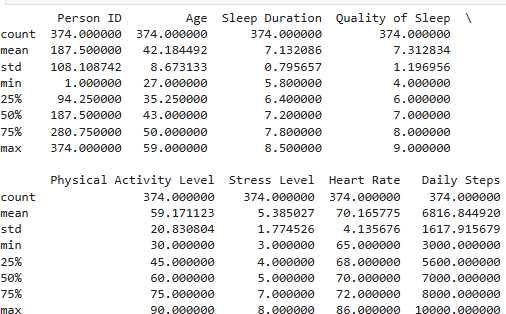 Person ID Age Sleep Duration Quality of Sleep \
count 374.000000 374.000000 374.000000 374.000000
mean 187.500000 42.184492 7.132086 7.312834
std 108.108742 8.673133 0.795657 1.196956
min 1.000000 27.000000 5.800000 4.000000
25% 94.250000 35.250000 6.400000 6.000000
50% 187.500000 43.000000 7.200000 7.000000
75% 280.750000 50.000000 7.800000 8.000000
max 374.000000 59.000000 8.500000 9.000000
Physical Activity Level Stress Level Heart Rate Daily Steps
count 374.000000 374.000000 374.000000 374.000000
mean 59.171123 5.385027 70.165775 6816.844920
std 20.830804 1.774526 4.135676 1617.915679
min 30.000000 3.000000 65.000000 3000.000000
25% 45.000000 4.000000 68.000000 5600.000000
50% 60.000000 5.000000 70.000000 7000.000000
75% 75.000000 7.000000 72.000000 8000.000000
max 90.000000 8.000000 86.000000 10000.000000